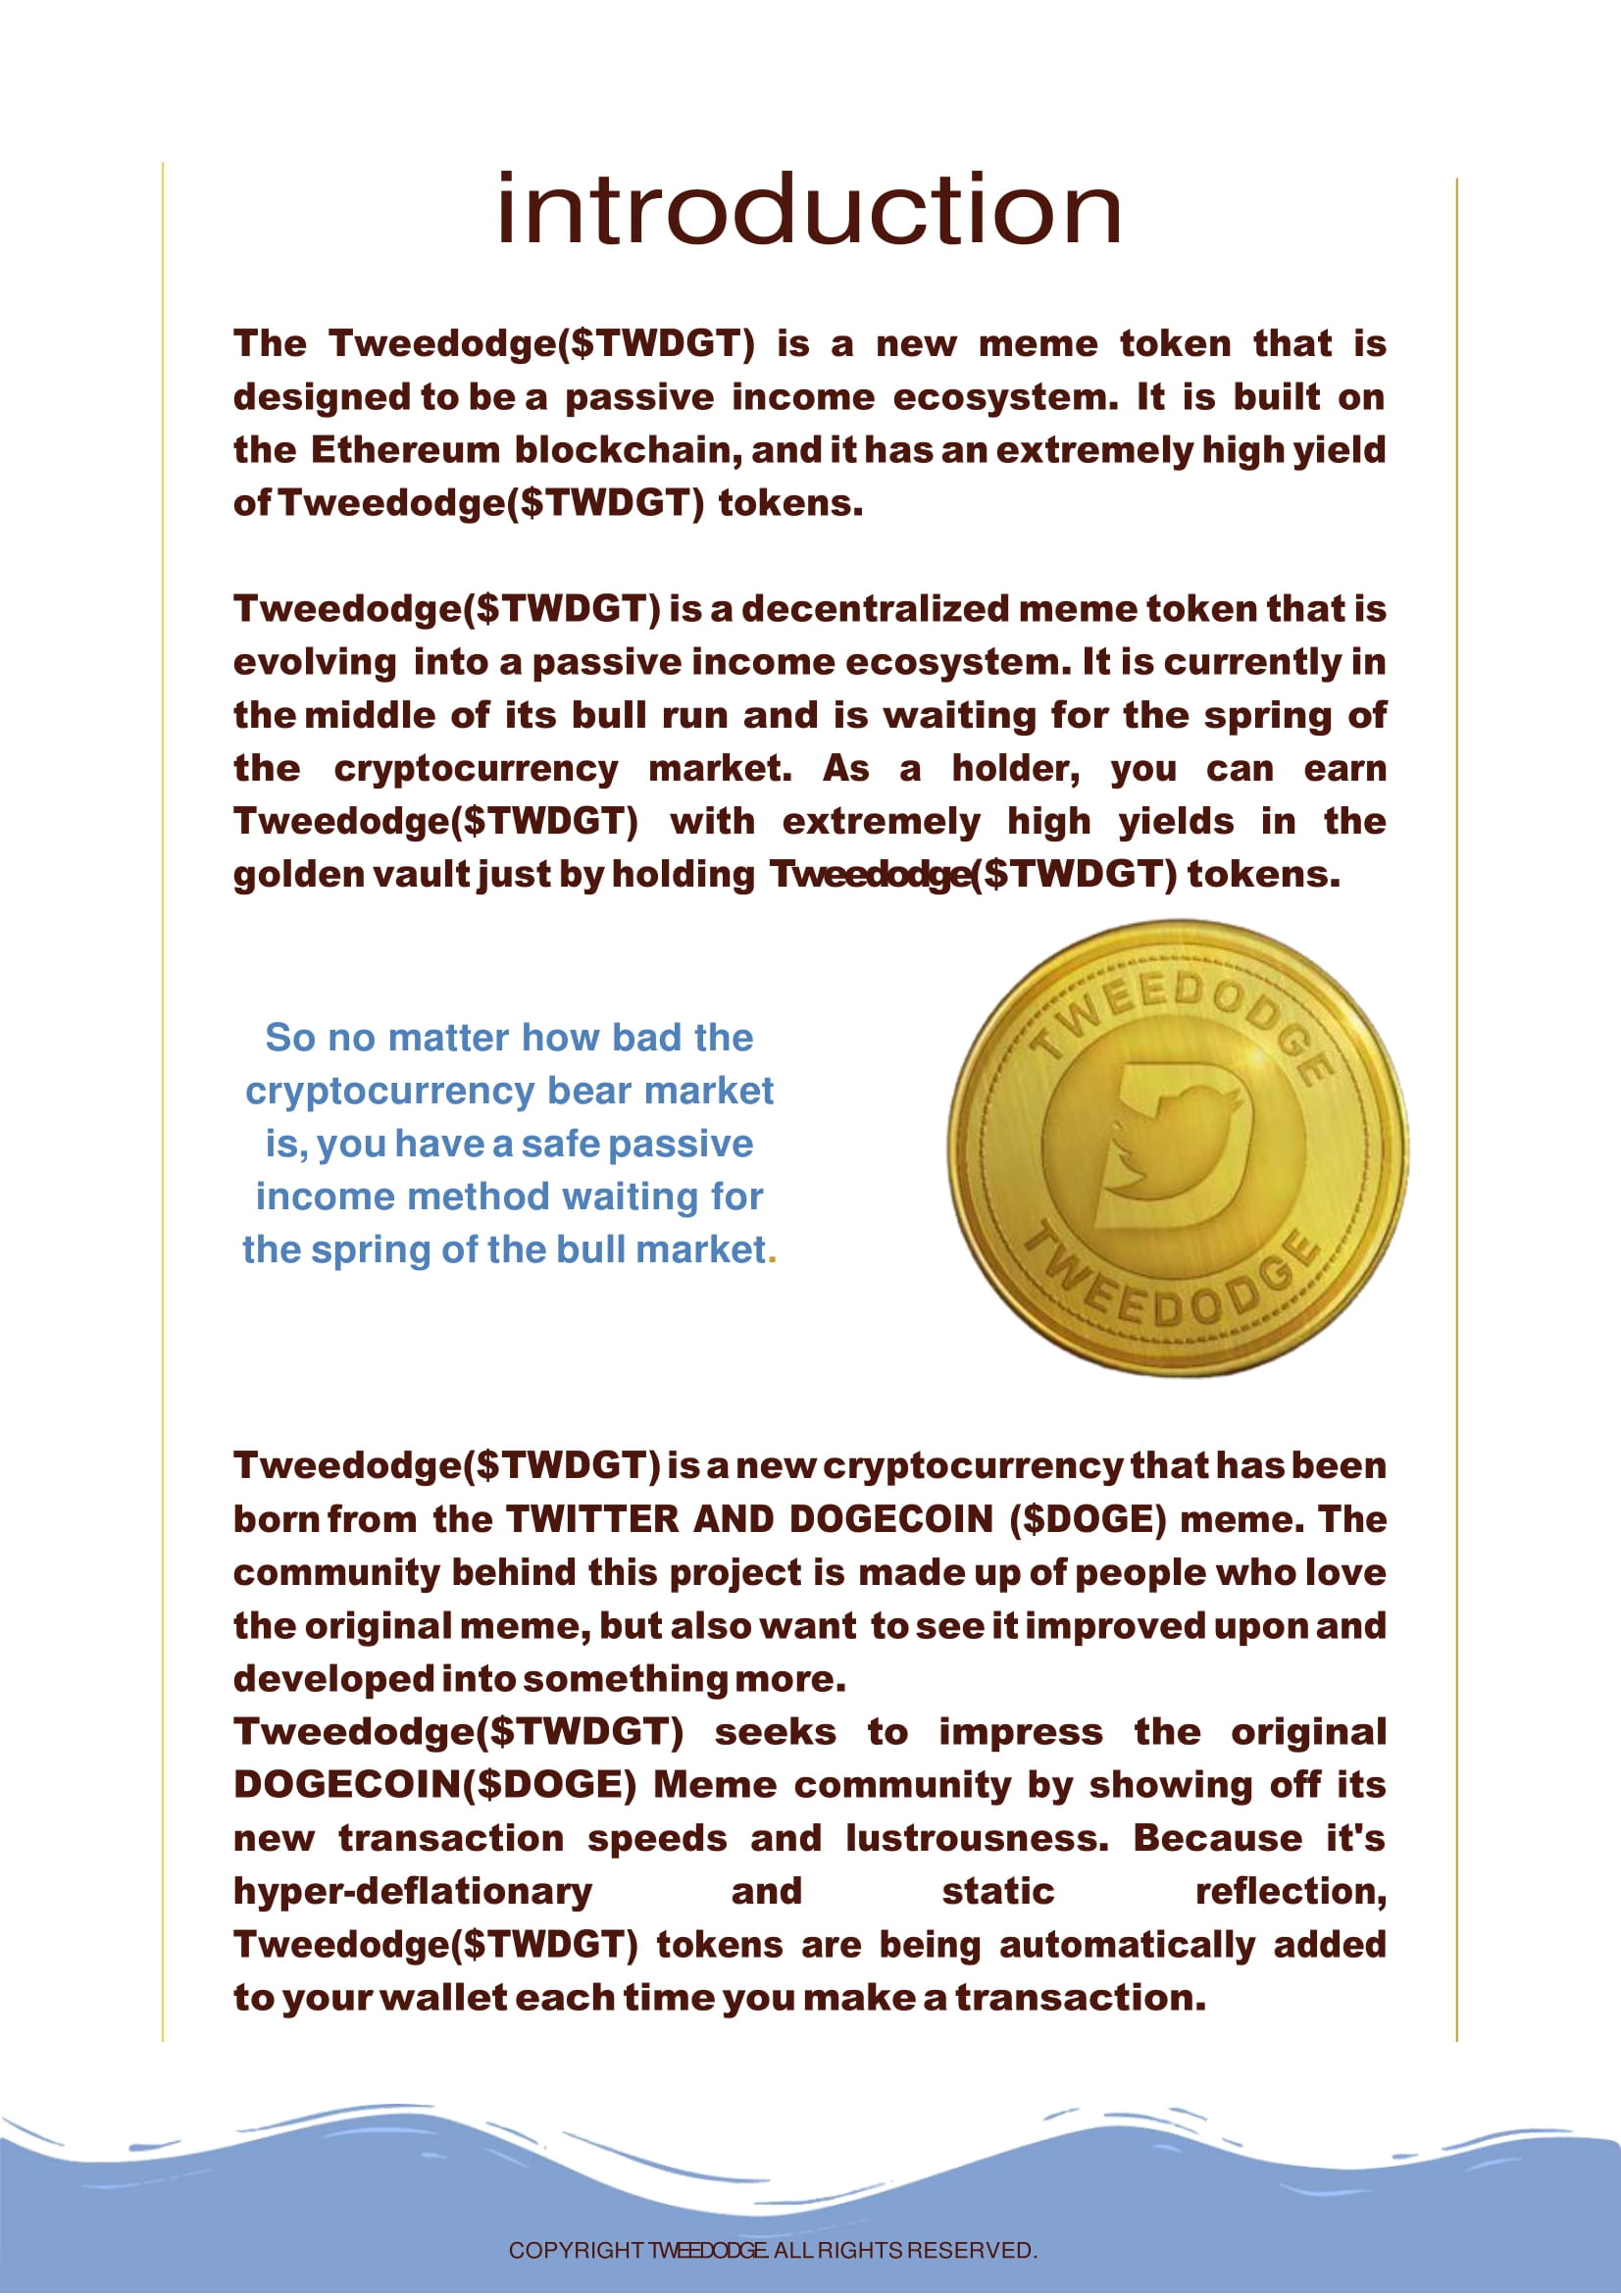 introduction
The Tweedodge($TWDGT) is a new meme token that is
designed to be a passive income ecosystem. It is built on
the Ethereum blockchain, and it has an extremely high yield
of Tweedodge($TWDGT) tokens.
Tweedodge($TWDGT) is a decentralized meme token that is
evolving into a passive income ecosystem. It is currently in
the middle of its bull run and is waiting for the spring of
the cryptocurrency market. As a holder, you can earn
Tweedodge($TWDGT) with extremely high yields in the
golden vault just by holding Tweedodge($TWDGT) tokens.
So no matter how bad the
cryptocurrency bear market
is, you have a safe passive
income method waiting for
the spring of the bull market.
TWEEDODGE
TWEEDODGE
Tweedodge($TWDGT) is a new cryptocurrency that has been
born from the TWITTER AND DOGECOIN ($DOGE) meme. The
community behind this project is made up of people who love
the original meme, but also want to see it improved upon and
developed into something more.
Tweedodge($TWDGT) seeks to impress the original
DOGECOIN($DOGE) Meme community by showing off its
new transaction speeds and lustrousness. Because it's
hyper-deflationary and static reflection,
Tweedodge($TWDGT) tokens are being automatically added
to your wallet each time you make a transaction.
COPYRIGHT TWEEDODGE. ALL RIGHTS RESERVED.